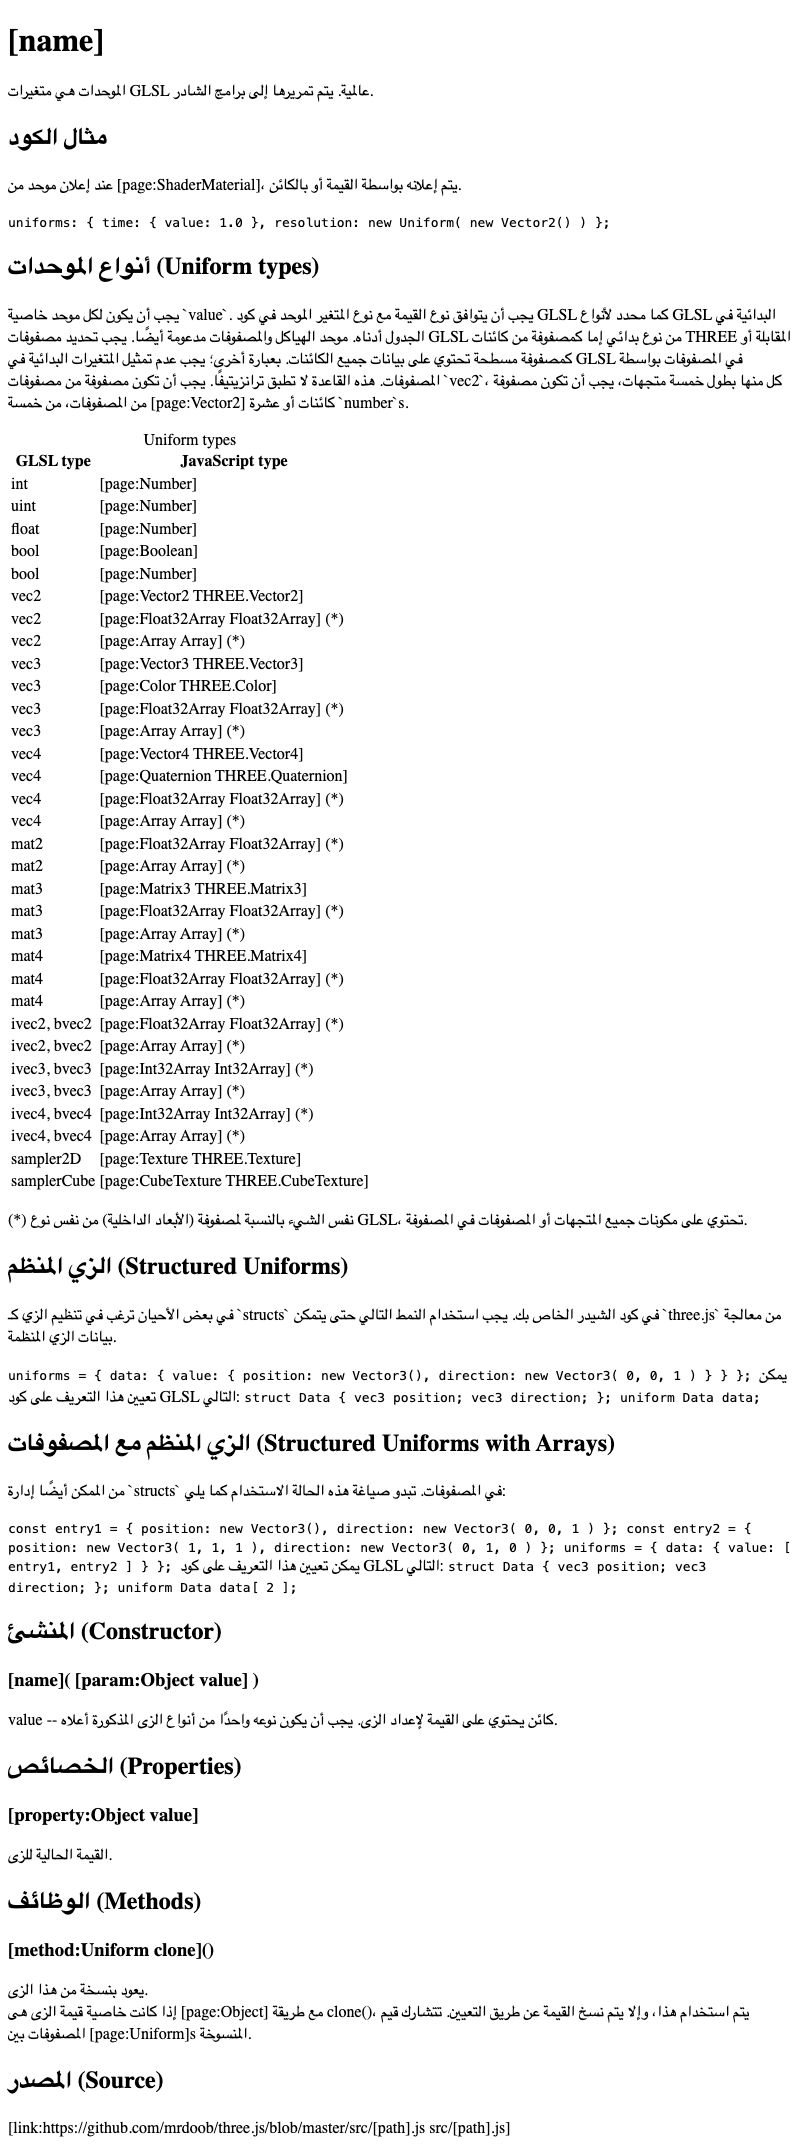 [name]
الموحدات هي متغيرات GLSL عالمية. يتم تمريرها إلى برامج الشادر.
مثال الكود
عند إعلان موحد من [page:ShaderMaterial]، يتم إعلانه بواسطة القيمة أو بالكائن.
uniforms: { time: { value: 1.0 }, resolution: new Uniform( new Vector2() ) };
أنواع الموحدات (Uniform types)
يجب أن يكون لكل موحد خاصية `value`. يجب أن يتوافق نوع القيمة مع نوع المتغير الموحد في كود GLSL كما محدد لأنواع GLSL البدائية في
الجدول أدناه. موحد الهياكل والمصفوفات مدعومة أيضًا. يجب تحديد مصفوفات GLSL من نوع بدائي إما كمصفوفة من كائنات THREE المقابلة أو
كمصفوفة مسطحة تحتوي على بيانات جميع الكائنات. بعبارة أخرى؛ يجب عدم تمثيل المتغيرات البدائية في GLSL في المصفوفات بواسطة
المصفوفات. هذه القاعدة لا تطبق ترانزيتيفًا. يجب أن تكون مصفوفة من مصفوفات `vec2`، كل منها بطول خمسة متجهات، يجب أن تكون مصفوفة
من المصفوفات، من خمسة [page:Vector2] كائنات أو عشرة `number`s.
Uniform types
GLSL type JavaScript type
int [page:Number]
uint [page:Number]
float [page:Number]
bool [page:Boolean]
bool [page:Number]
vec2 [page:Vector2 THREE.Vector2]
vec2 [page:Float32Array Float32Array] (*)
vec2 [page:Array Array] (*)
vec3 [page:Vector3 THREE.Vector3]
vec3 [page:Color THREE.Color]
vec3 [page:Float32Array Float32Array] (*)
vec3 [page:Array Array] (*)
vec4 [page:Vector4 THREE.Vector4]
vec4 [page:Quaternion THREE.Quaternion]
vec4 [page:Float32Array Float32Array] (*)
vec4 [page:Array Array] (*)
mat2 [page:Float32Array Float32Array] (*)
mat2 [page:Array Array] (*)
mat3 [page:Matrix3 THREE.Matrix3]
mat3 [page:Float32Array Float32Array] (*)
mat3 [page:Array Array] (*)
mat4 [page:Matrix4 THREE.Matrix4]
mat4 [page:Float32Array Float32Array] (*)
mat4 [page:Array Array] (*)
ivec2, bvec2 [page:Float32Array Float32Array] (*)
ivec2, bvec2 [page:Array Array] (*)
ivec3, bvec3 [page:Int32Array Int32Array] (*)
ivec3, bvec3 [page:Array Array] (*)
ivec4, bvec4 [page:Int32Array Int32Array] (*)
ivec4, bvec4 [page:Array Array] (*)
sampler2D [page:Texture THREE.Texture]
samplerCube [page:CubeTexture THREE.CubeTexture]
(*) نفس الشيء بالنسبة لمصفوفة (الأبعاد الداخلية) من نفس نوع GLSL، تحتوي على مكونات جميع المتجهات أو المصفوفات في المصفوفة.
الزي المنظم (Structured Uniforms)
في بعض الأحيان ترغب في تنظيم الزي كـ `structs` في كود الشيدر الخاص بك. يجب استخدام النمط التالي حتى يتمكن `three.js` من معالجة
بيانات الزي المنظمة.
uniforms = { data: { value: { position: new Vector3(), direction: new Vector3( 0, 0, 1 ) } } }; يمكن
تعيين هذا التعريف على كود GLSL التالي: struct Data { vec3 position; vec3 direction; }; uniform Data data;
الزي المنظم مع المصفوفات (Structured Uniforms with Arrays)
من الممكن أيضًا إدارة `structs` في المصفوفات. تبدو صياغة هذه الحالة الاستخدام كما يلي:
const entry1 = { position: new Vector3(), direction: new Vector3( 0, 0, 1 ) }; const entry2 = {
position: new Vector3( 1, 1, 1 ), direction: new Vector3( 0, 1, 0 ) }; uniforms = { data: { value: [
entry1, entry2 ] } }; يمكن تعيين هذا التعريف على كود GLSL التالي: struct Data { vec3 position; vec3
direction; }; uniform Data data[ 2 ];
المنشئ (Constructor)
[name]( [param:Object value] )
value -- كائن يحتوي على القيمة لإعداد الزى. يجب أن يكون نوعه واحدًا من أنواع الزى المذكورة أعلاه.
الخصائص (Properties)
[property:Object value]
القيمة الحالية للزى.
الوظائف (Methods)
[method:Uniform clone]()
يعود بنسخة من هذا الزى.
إذا كانت خاصية قيمة الزى هى [page:Object] مع طريقة clone()، يتم استخدام هذا، وإلا يتم نسخ القيمة عن طريق التعيين. تتشارك قيم
المصفوفات بين [page:Uniform]s المنسوخة.
المصدر (Source)
[link:https://github.com/mrdoob/three.js/blob/master/src/[path].js src/[path].js]